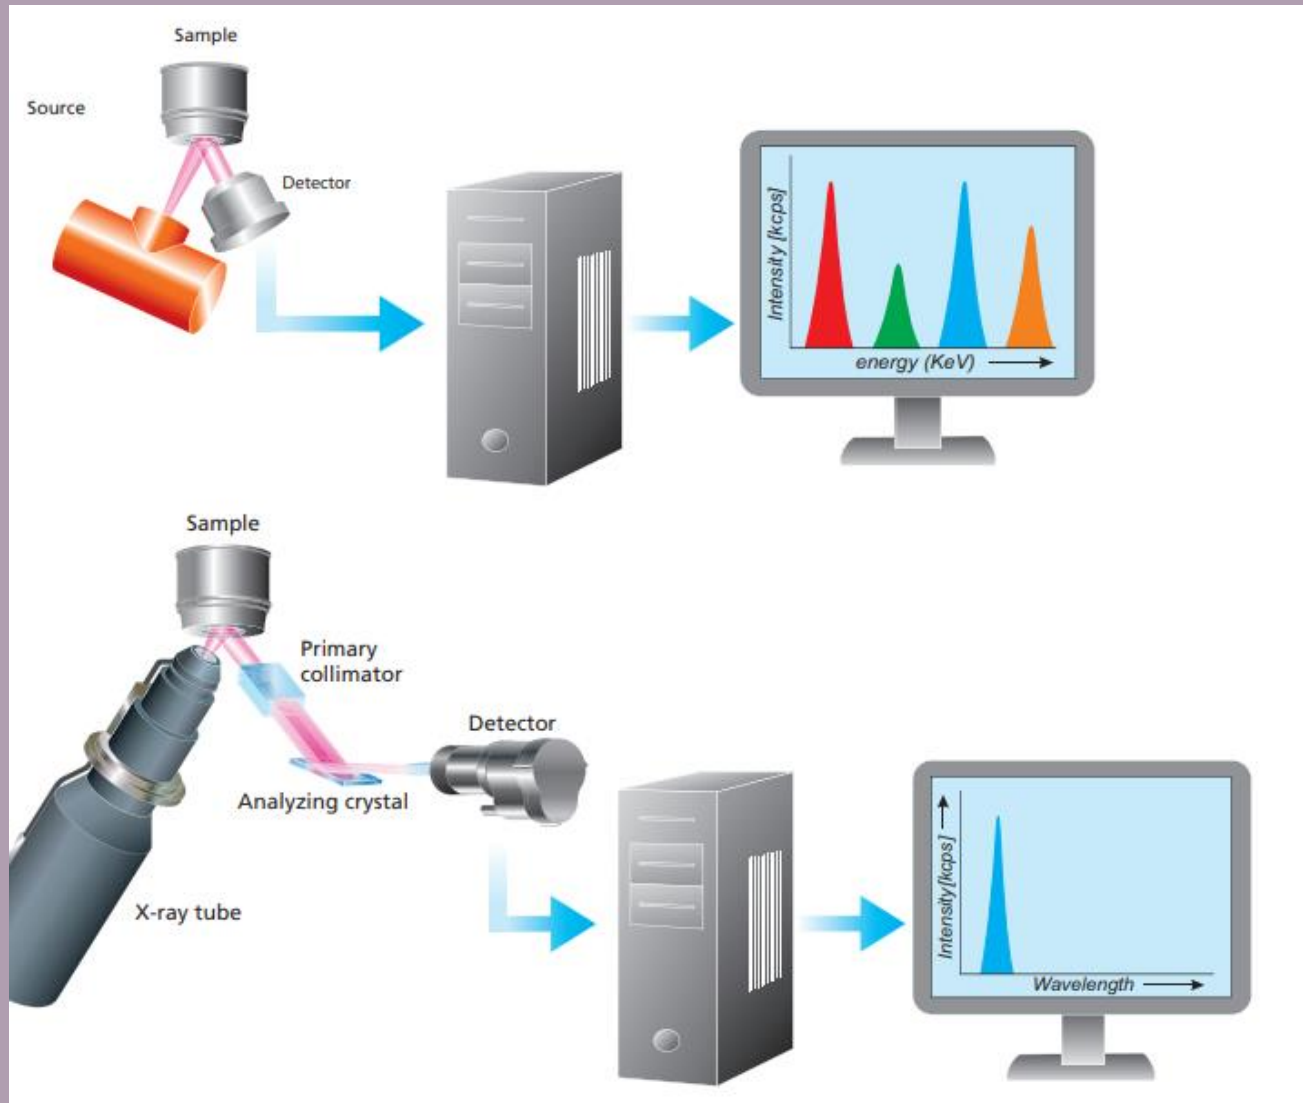 Sample
Source
Detector
Intensity [kcps]
energy (KeV)
Sample
Primary
collimator
Detector
Analyzing crystal
X-ray tube
Intensity[kcps]
Wavelength